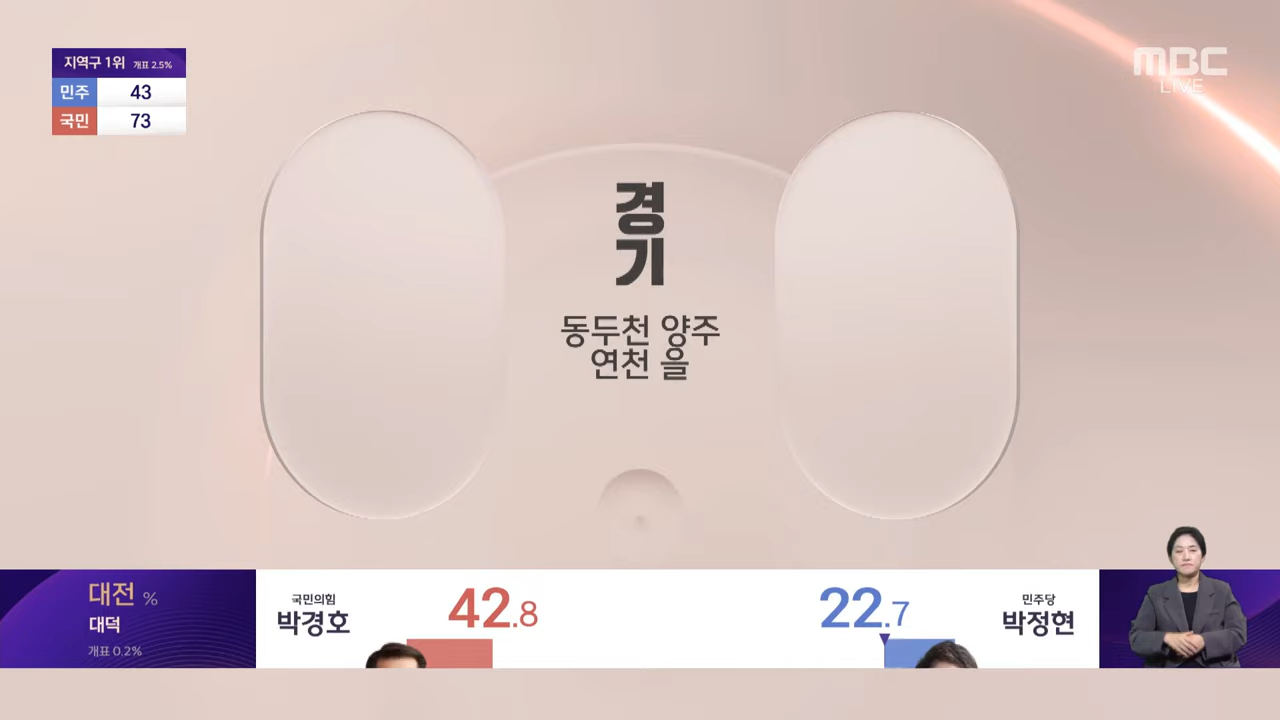 지역구 1위 개표 2.5%
민주 43
국민 73
MBC
LIVE
경
기
동두천 양주
연천 을
대전 %
대덕
개표 0.2%
국민의힘
박경호
42.8
22.7
민주당
박정현